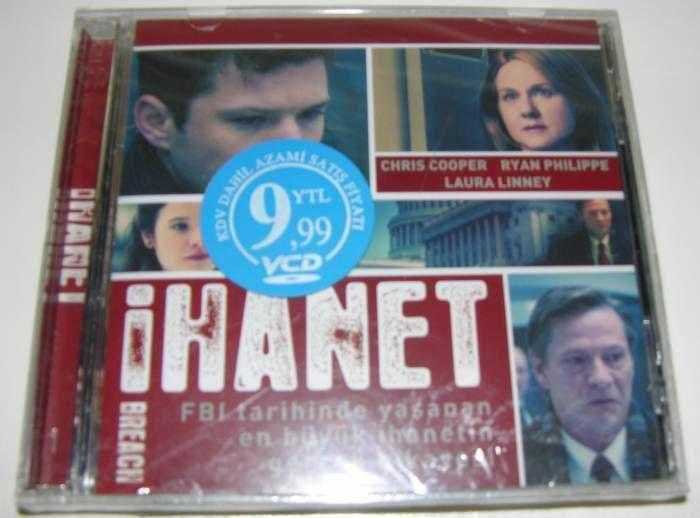 CHRIS COOPER RYAN PHILIPPE
LAURA LINNEY
KDV DAHİL AZAMİ SATIŞ FİYATI
9,99 YTL
VCD
İHANET
İHANET
BREACH
FBI tarihinde yaşanan
en büyük ihanetin